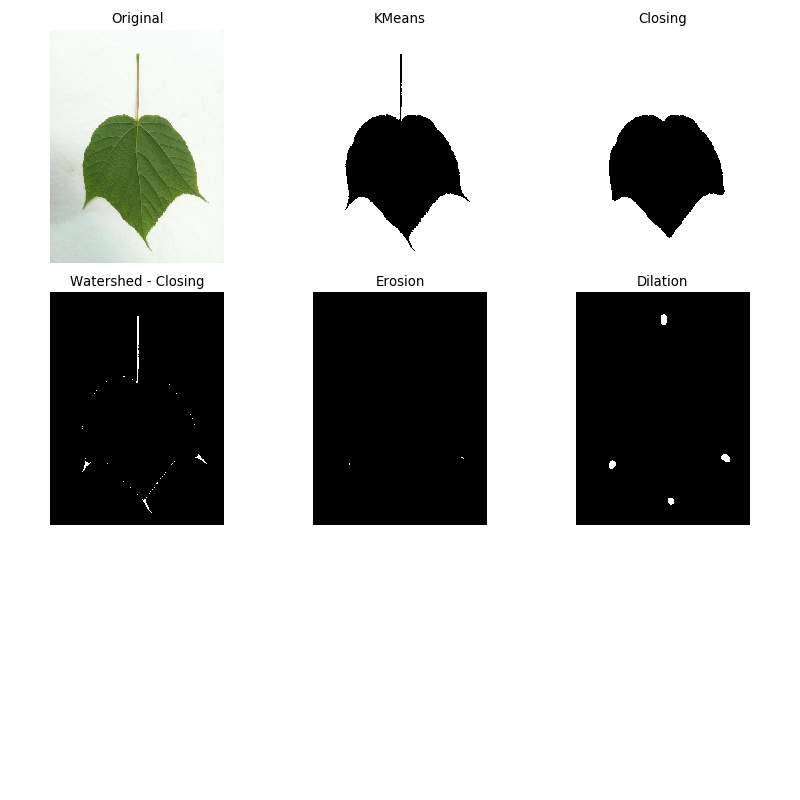 Original
KMeans
Closing
Watershed - Closing
Erosion
Dilation